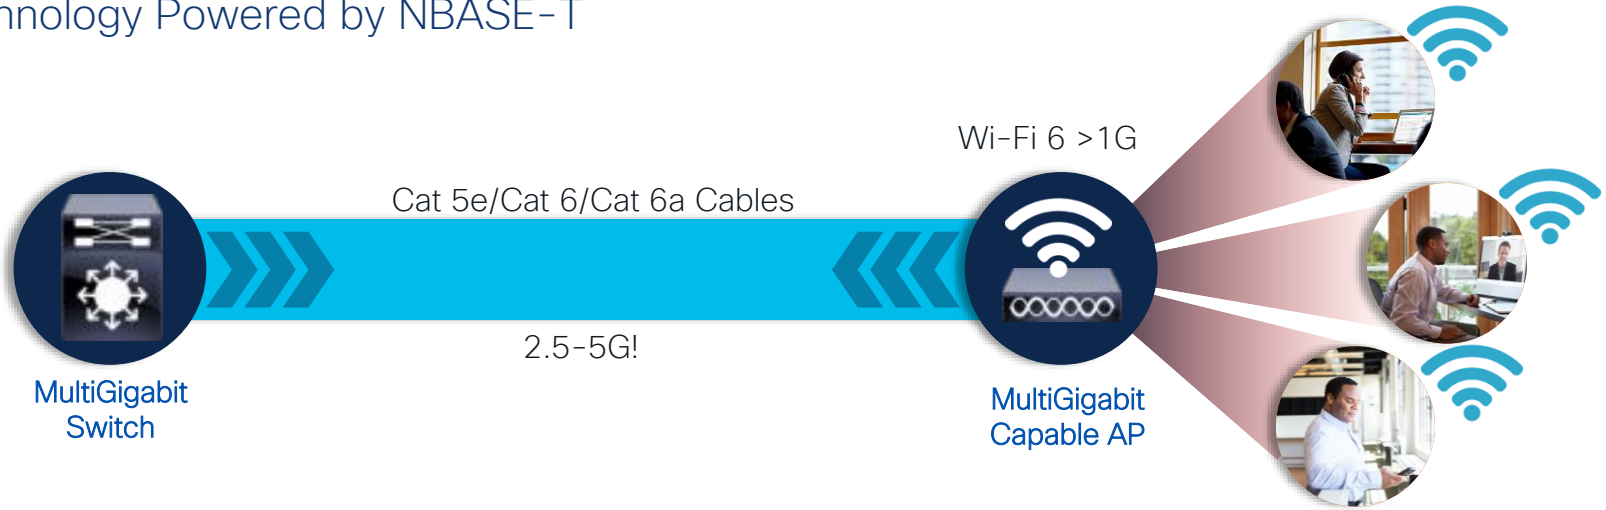 Powered by NBASE-T
Wi-Fi 6 >1G
Cat 5e/Cat 6/Cat 6a Cables
2.5-5G!
MultiGigabit
Switch
MultiGigabit
Capable AP